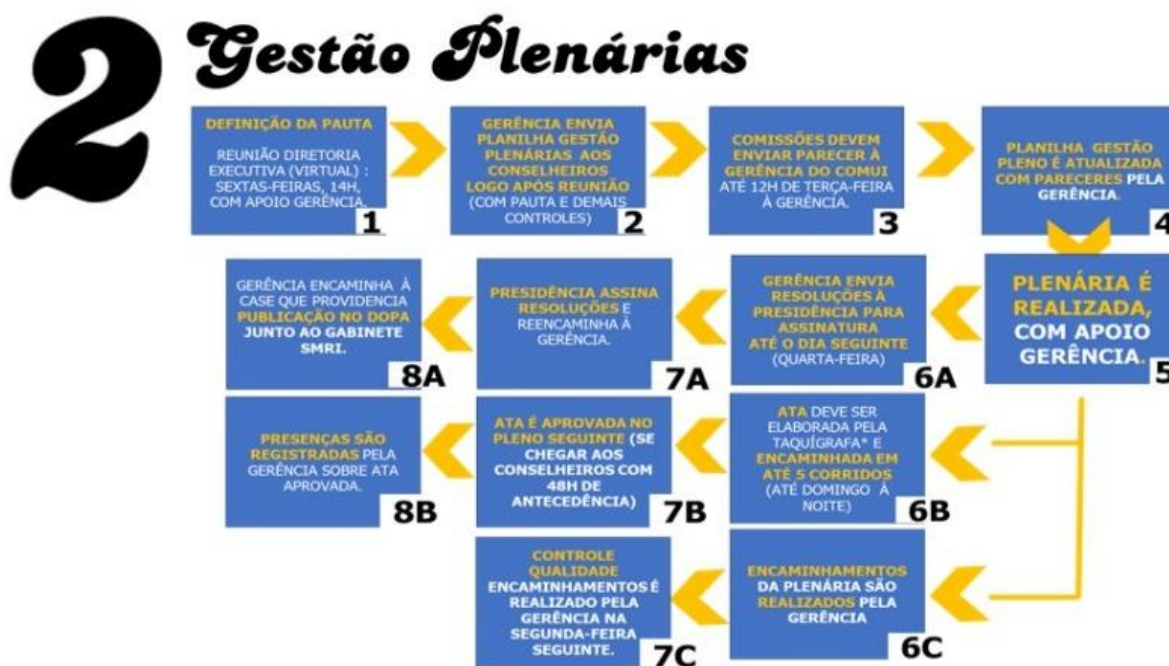 2 Gestão Plenárias
DEFINIÇÃO DA PAUTA
REUNIÃO DIRETORIA
EXECUTIVA (VIRTUAL) :
SEXTAS-FEIRAS, 14H,
COM APOIO GERÊNCIA.
1
GERÊNCIA ENVIA
PLANILHA GESTÃO
PLENÁRIAS AOS
CONSELHEIROS
LOGO APÓS REUNIÃO
(COM PAUTA E DEMAIS
CONTROLES)
2
COMISSÕES DEVEM
ENVIAR PARECER À
GERÊNCIA DO COMUI
ATÉ 12H DE TERÇA-FEIRA
À GERÊNCIA.
3
PLANILHA GESTÃO
PLENO É ATUALIZADA
COM PARECERES PELA
GERÊNCIA.
4
PLENÁRIA É
REALIZADA,
COM APOIO
GERÊNCIA.
5
GERÊNCIA ENVIA
RESOLUÇÕES À
PRESIDÊNCIA PARA
ASSINATURA
ATÉ O DIA SEGUINTE
(QUARTA-FEIRA)
6A
PRESIDÊNCIA ASSINA
RESOLUÇÕES E
REENCAMINHA À
GERÊNCIA.
7A
GERÊNCIA ENCAMINHA À
CASE QUE PROVIDENCIA
PUBLICAÇÃO NO DOPA
JUNTO AO GABINETE
SMRI.
8A
ATA DEVE SER
ELABORADA PELA
TAQUÍGRAFA* E
ENCAMINHADA EM
ATÉ 5 CORRIDOS
(ATÉ DOMINGO À
NOITE)
6B
ATA É APROVADA NO
PLENO SEGUINTE (SE
CHEGAR AOS
CONSELHEIROS COM
48H DE
ANTECEDÊNCIA)
7B
PRESENÇAS SÃO
REGISTRADAS PELA
GERÊNCIA SOBRE ATA
APROVADA.
8B
ENCAMINHAMENTOS
DA PLENÁRIA SÃO
REALIZADOS PELA
GERÊNCIA
6C
CONTROLE
QUALIDADE
ENCAMINHAMENTOS É
REALIZADO PELA
GERÊNCIA NA
SEGUNDA-FEIRA
SEGUINTE.
7C